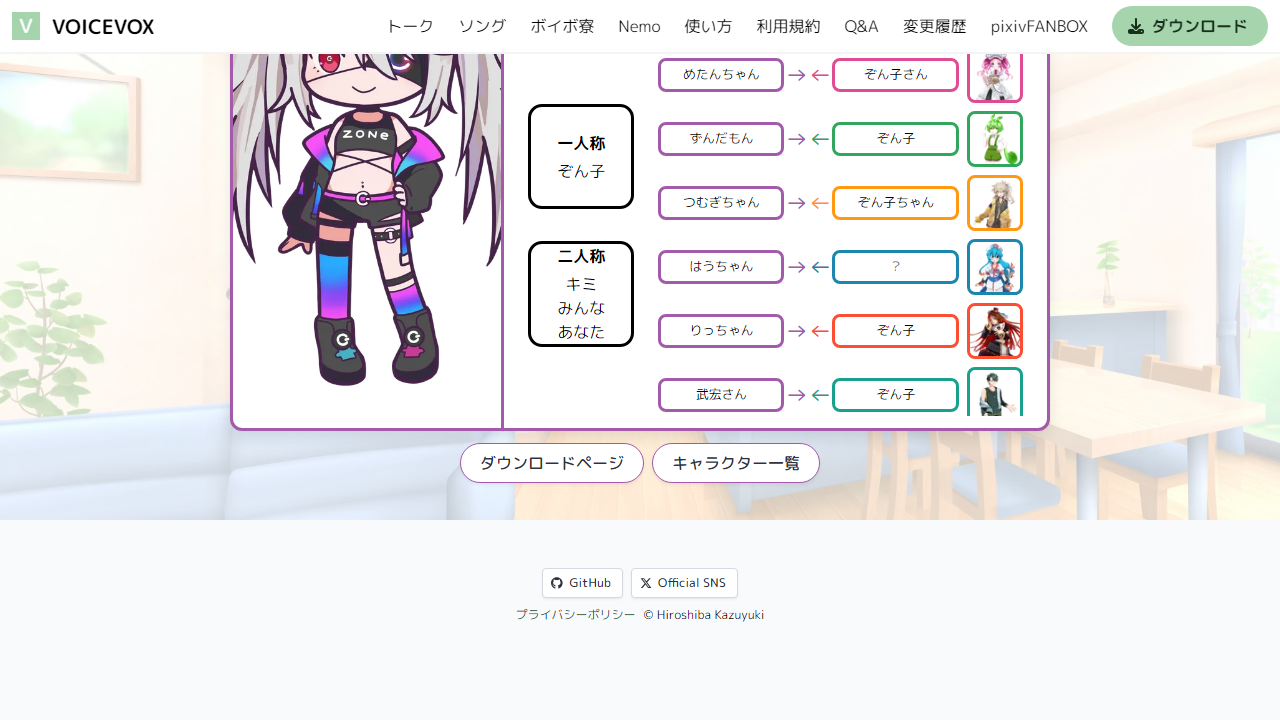 V VOICEVOX トーク ソング ボイボ寮 Nemo 使い方 利用規約 Q&A 変更履歴 pixivFANBOX ダウンロード
ZONe
一人称
ぞん子
二人称
キミ
みんな
あなた
めたんちゃん → ← ぞん子さん
ずんだもん → ← ぞん子
つむぎちゃん → ← ぞん子ちゃん
はうちゃん → ← ?
りっちゃん → ← ぞん子
武宏さん → ← ぞん子
ダウンロードページ キャラクター一覧
GitHub Official SNS
プライバシーポリシー © Hiroshiba Kazuyuki